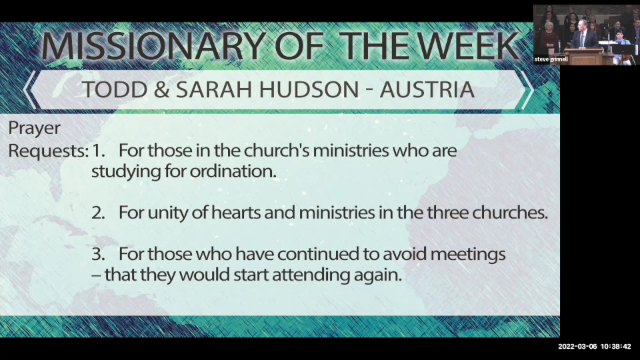 MISSIONARY OF THE WEEK
steve grinnell
TODD & SARAH HUDSON - AUSTRIA
Prayer
Requests: 1. For those in the church's ministries who are
studying for ordination.
2. For unity of hearts and ministries in the three churches.
3. For those who have continued to avoid meetings
– that they would start attending again.
2022-03-06 10:38:42